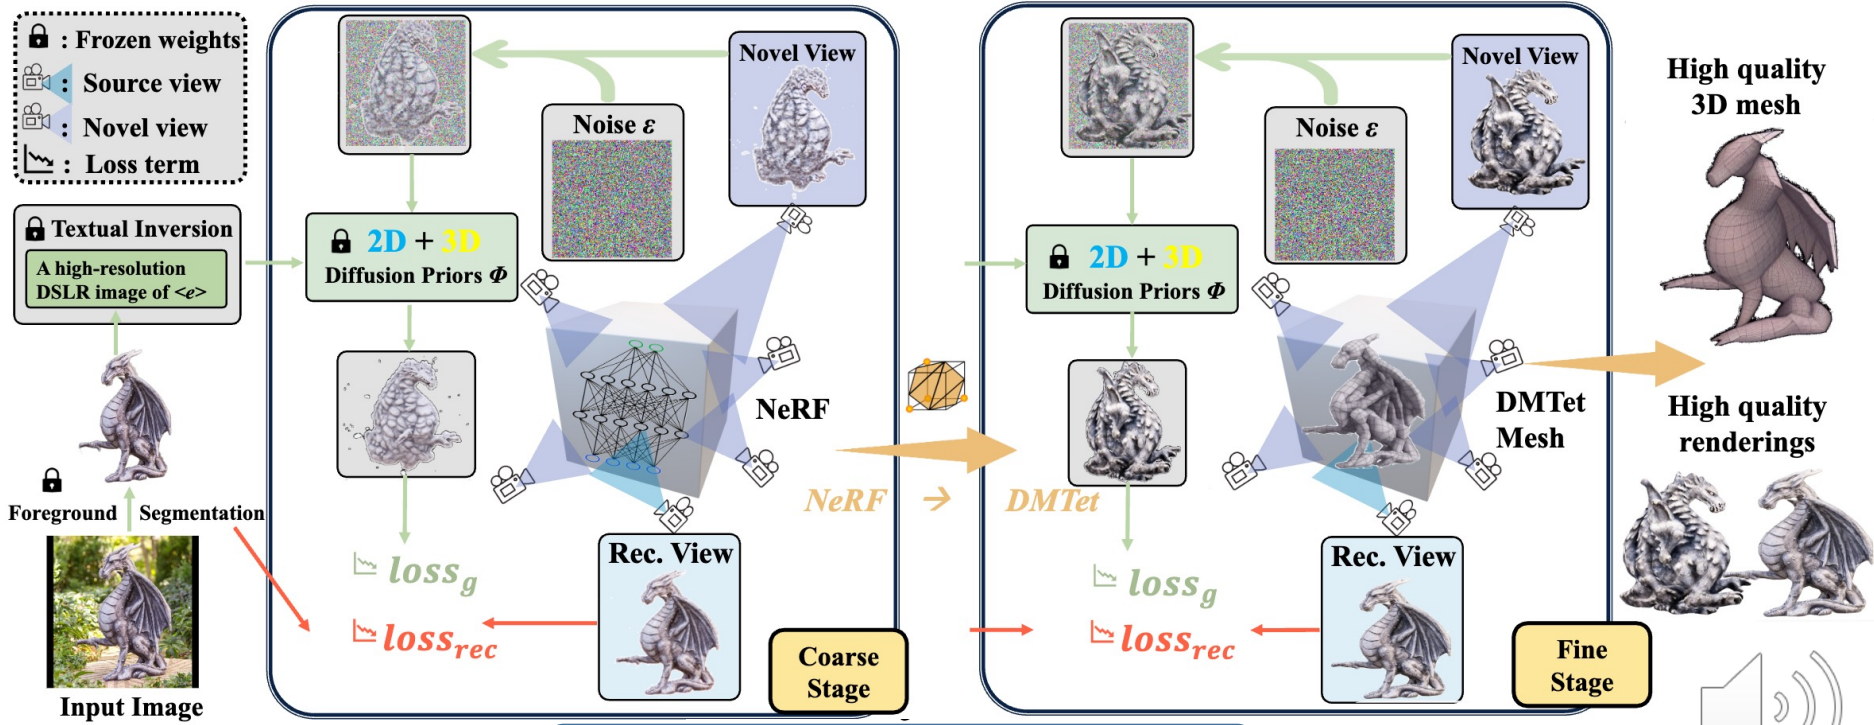 : Frozen weights
: Source view
: Novel view
: Loss term
Textual Inversion
A high-resolution
DSLR image of <e>
Foreground Segmentation
Input Image
Novel View
Noise ε
2D + 3D
Diffusion Priors Φ
NeRF
loss_g
loss_rec
Rec. View
Coarse
Stage
NeRF → DMTet
Novel View
Noise ε
2D + 3D
Diffusion Priors Φ
DMTet
Mesh
loss_g
loss_rec
Rec. View
Fine
Stage
High quality
3D mesh
High quality
renderings